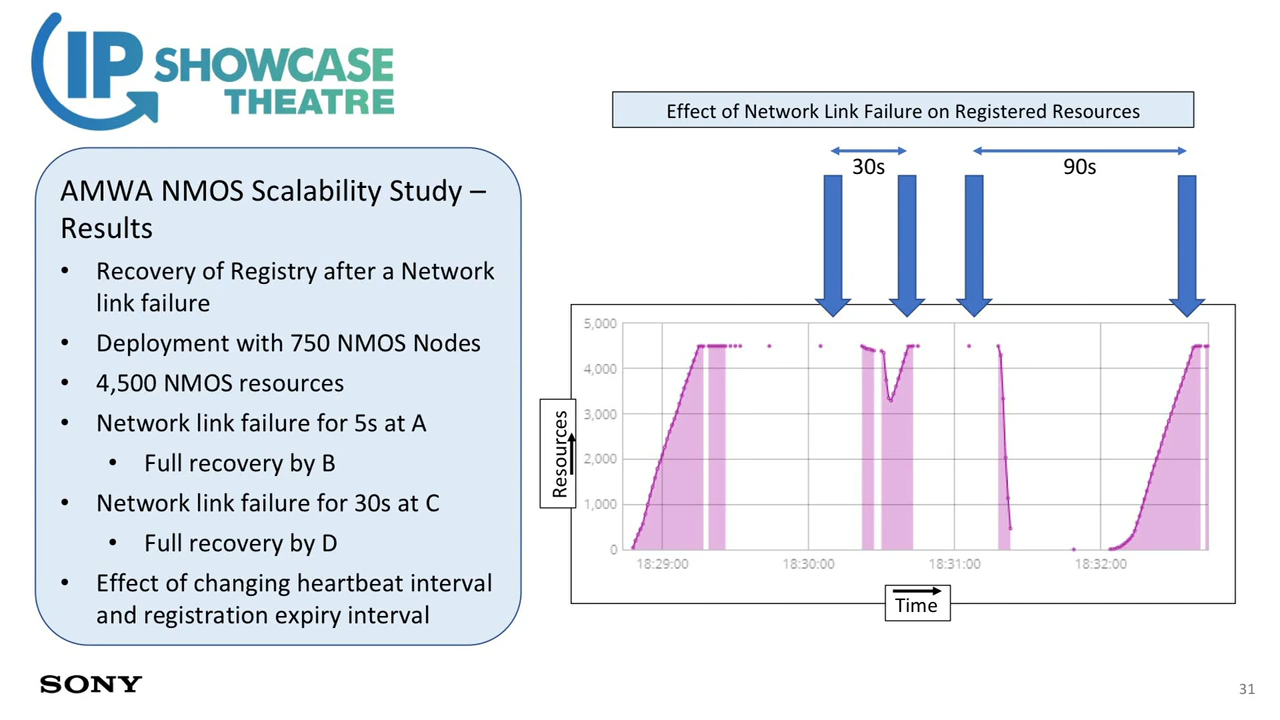 IP SHOWCASE
THEATRE
AMWA NMOS Scalability Study –
Results
• Recovery of Registry after a Network
link failure
• Deployment with 750 NMOS Nodes
• 4,500 NMOS resources
• Network link failure for 5s at A
• Full recovery by B
• Network link failure for 30s at C
• Full recovery by D
• Effect of changing heartbeat interval
and registration expiry interval
Effect of Network Link Failure on Registered Resources
30s
90s
5,000
4,000
3,000
2,000
1,000
0
Resources
18:29:00
18:30:00
18:31:00
18:32:00
Time
SONY
31